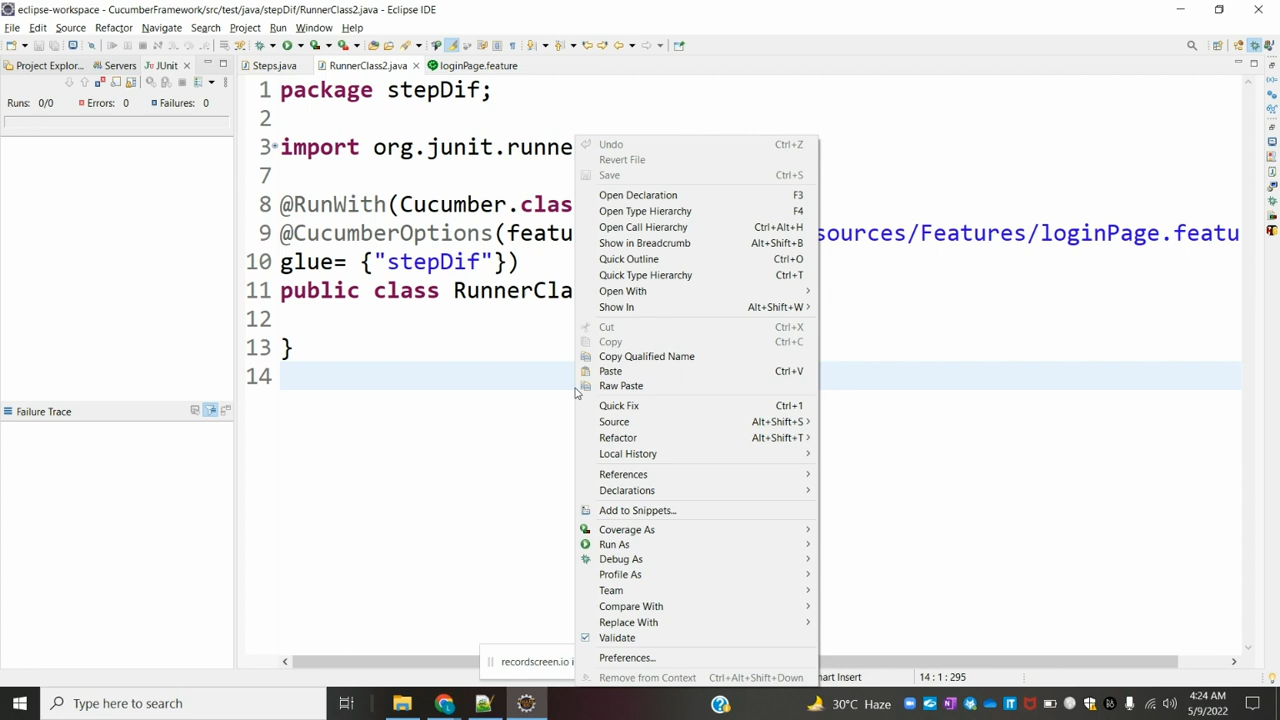 eclipse-workspace - CucumberFramework/src/test/java/stepDif/RunnerClass2.java - Eclipse IDE
File Edit Source Refactor Navigate Search Project Run Window Help
Project Explor... Servers JUnit
Steps.java RunnerClass2.java loginPage.feature
Runs: 0/0 Errors: 0 Failures: 0
Failure Trace
1 package stepDif;
2
3 import org.junit.runne
7
8 @RunWith(Cucumber.clas
9 @CucumberOptions(featu sources/Features/loginPage.featu
10 glue= {"stepDif"})
11 public class RunnerCla
12
13 }
14
Undo Ctrl+Z
Revert File
Save Ctrl+S
Open Declaration F3
Open Type Hierarchy F4
Open Call Hierarchy Ctrl+Alt+H
Show in Breadcrumb Alt+Shift+B
Quick Outline Ctrl+O
Quick Type Hierarchy Ctrl+T
Open With
Show In Alt+Shift+W
Cut Ctrl+X
Copy Ctrl+C
Copy Qualified Name
Paste Ctrl+V
Raw Paste
Quick Fix Ctrl+1
Source Alt+Shift+S
Refactor Alt+Shift+T
Local History
References
Declarations
Add to Snippets...
Coverage As
Run As
Debug As
Profile As
Team
Compare With
Replace With
Validate
Preferences...
Remove from Context Ctrl+Alt+Shift+Down
recordscreen.io i
mart Insert 14 : 1 : 295
Type here to search
30°C Haze
4:24 AM
5/9/2022